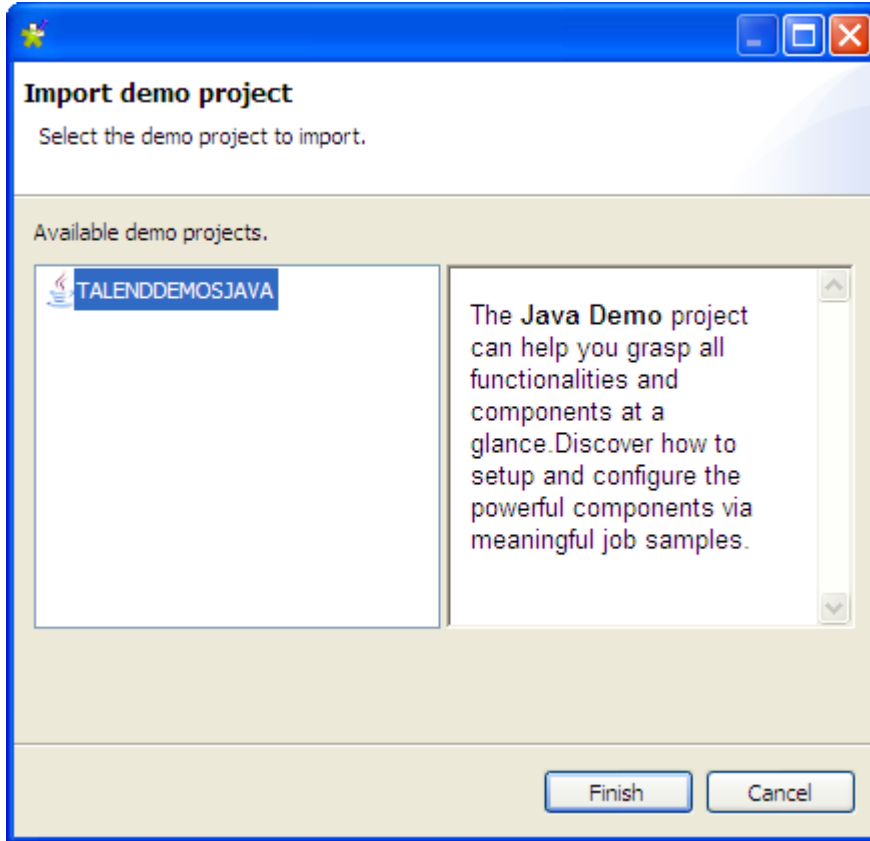 Import demo project
Select the demo project to import.
Available demo projects.
TALENDDEMOSJAVA
The Java Demo project
can help you grasp all
functionalities and
components at a
glance.Discover how to
setup and configure the
powerful components via
meaningful job samples.
Finish
Cancel